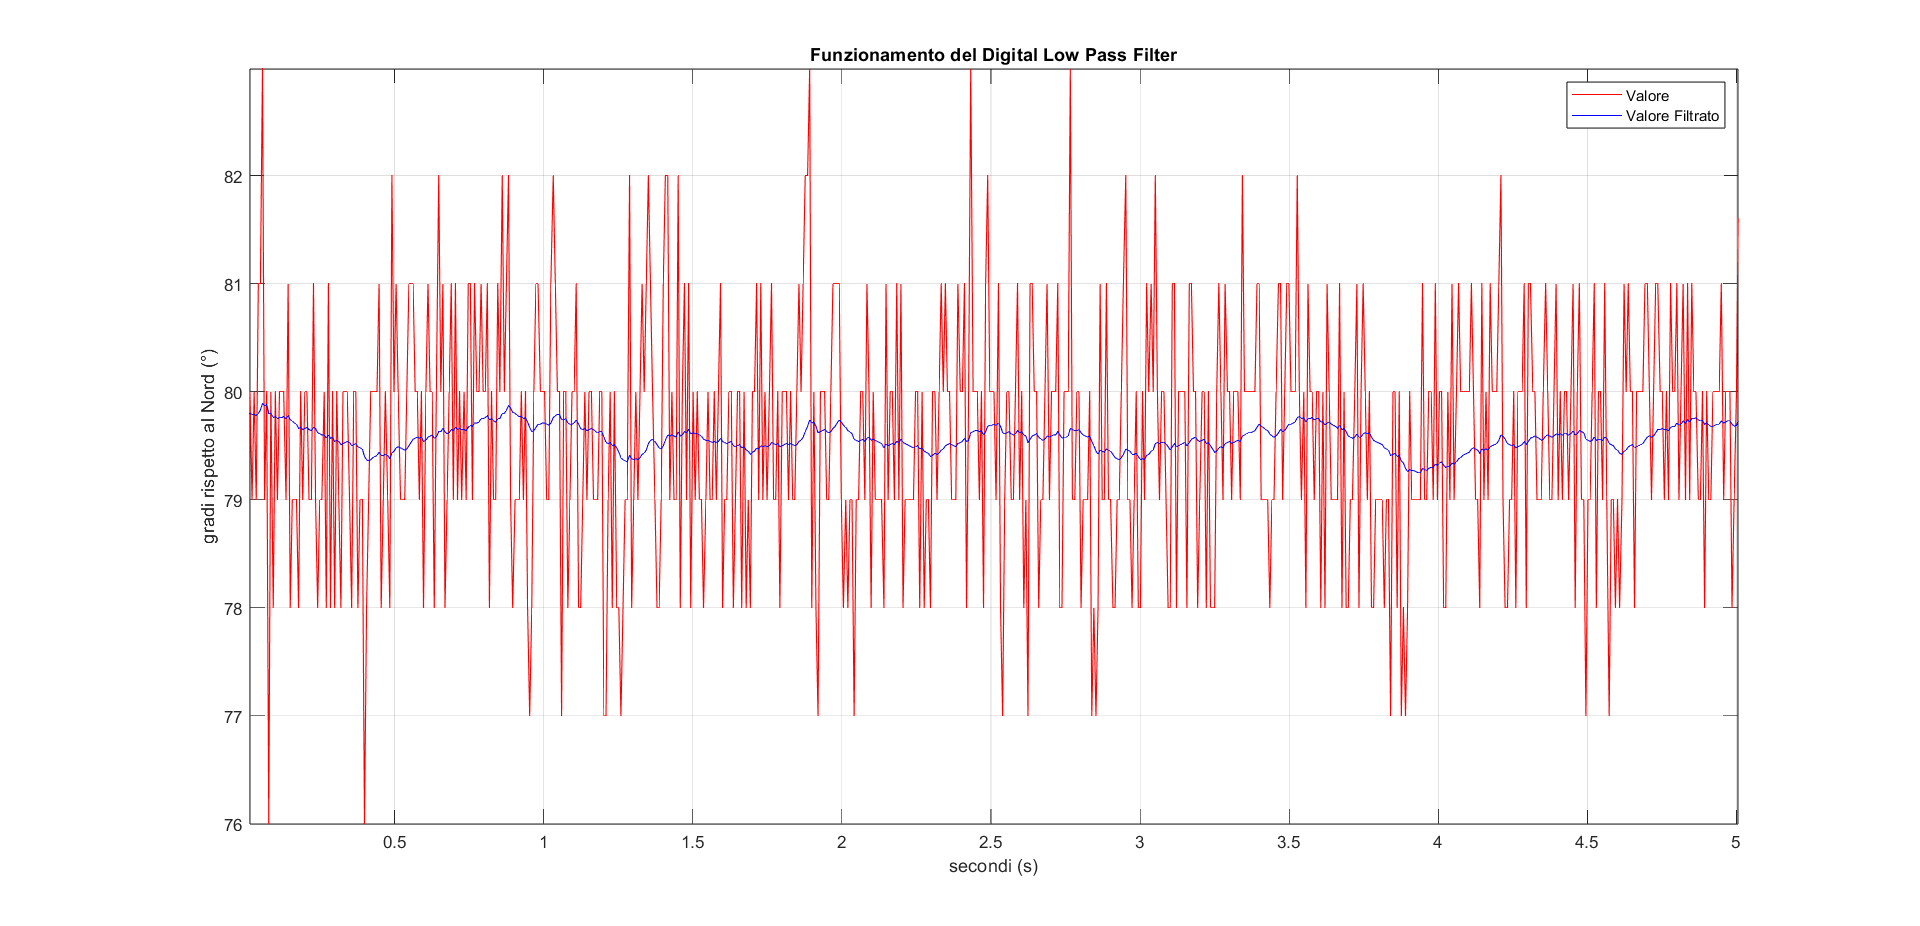 Funzionamento del Digital Low Pass Filter
Valore
Valore Filtrato
82
81
80
79
78
77
76
gradi rispetto al Nord (°)
0.5 1 1.5 2 2.5 3 3.5 4 4.5 5
secondi (s)